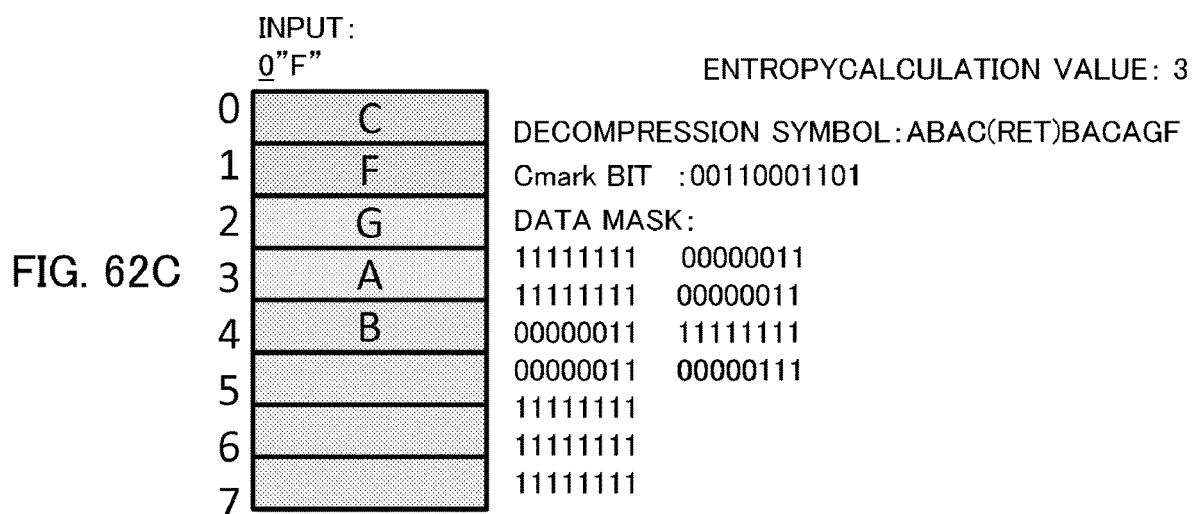 INPUT:
0"F"
ENTROPYCALCULATION VALUE: 3
FIG. 62C
0 C
1 F
2 G
3 A
4 B
5
6
7
DECOMPRESSION SYMBOL:ABAC(RET)BACAGF
Cmark BIT :00110001101
DATA MASK:
11111111 00000011
11111111 00000011
00000011 11111111
00000011 00000111
11111111
11111111
11111111